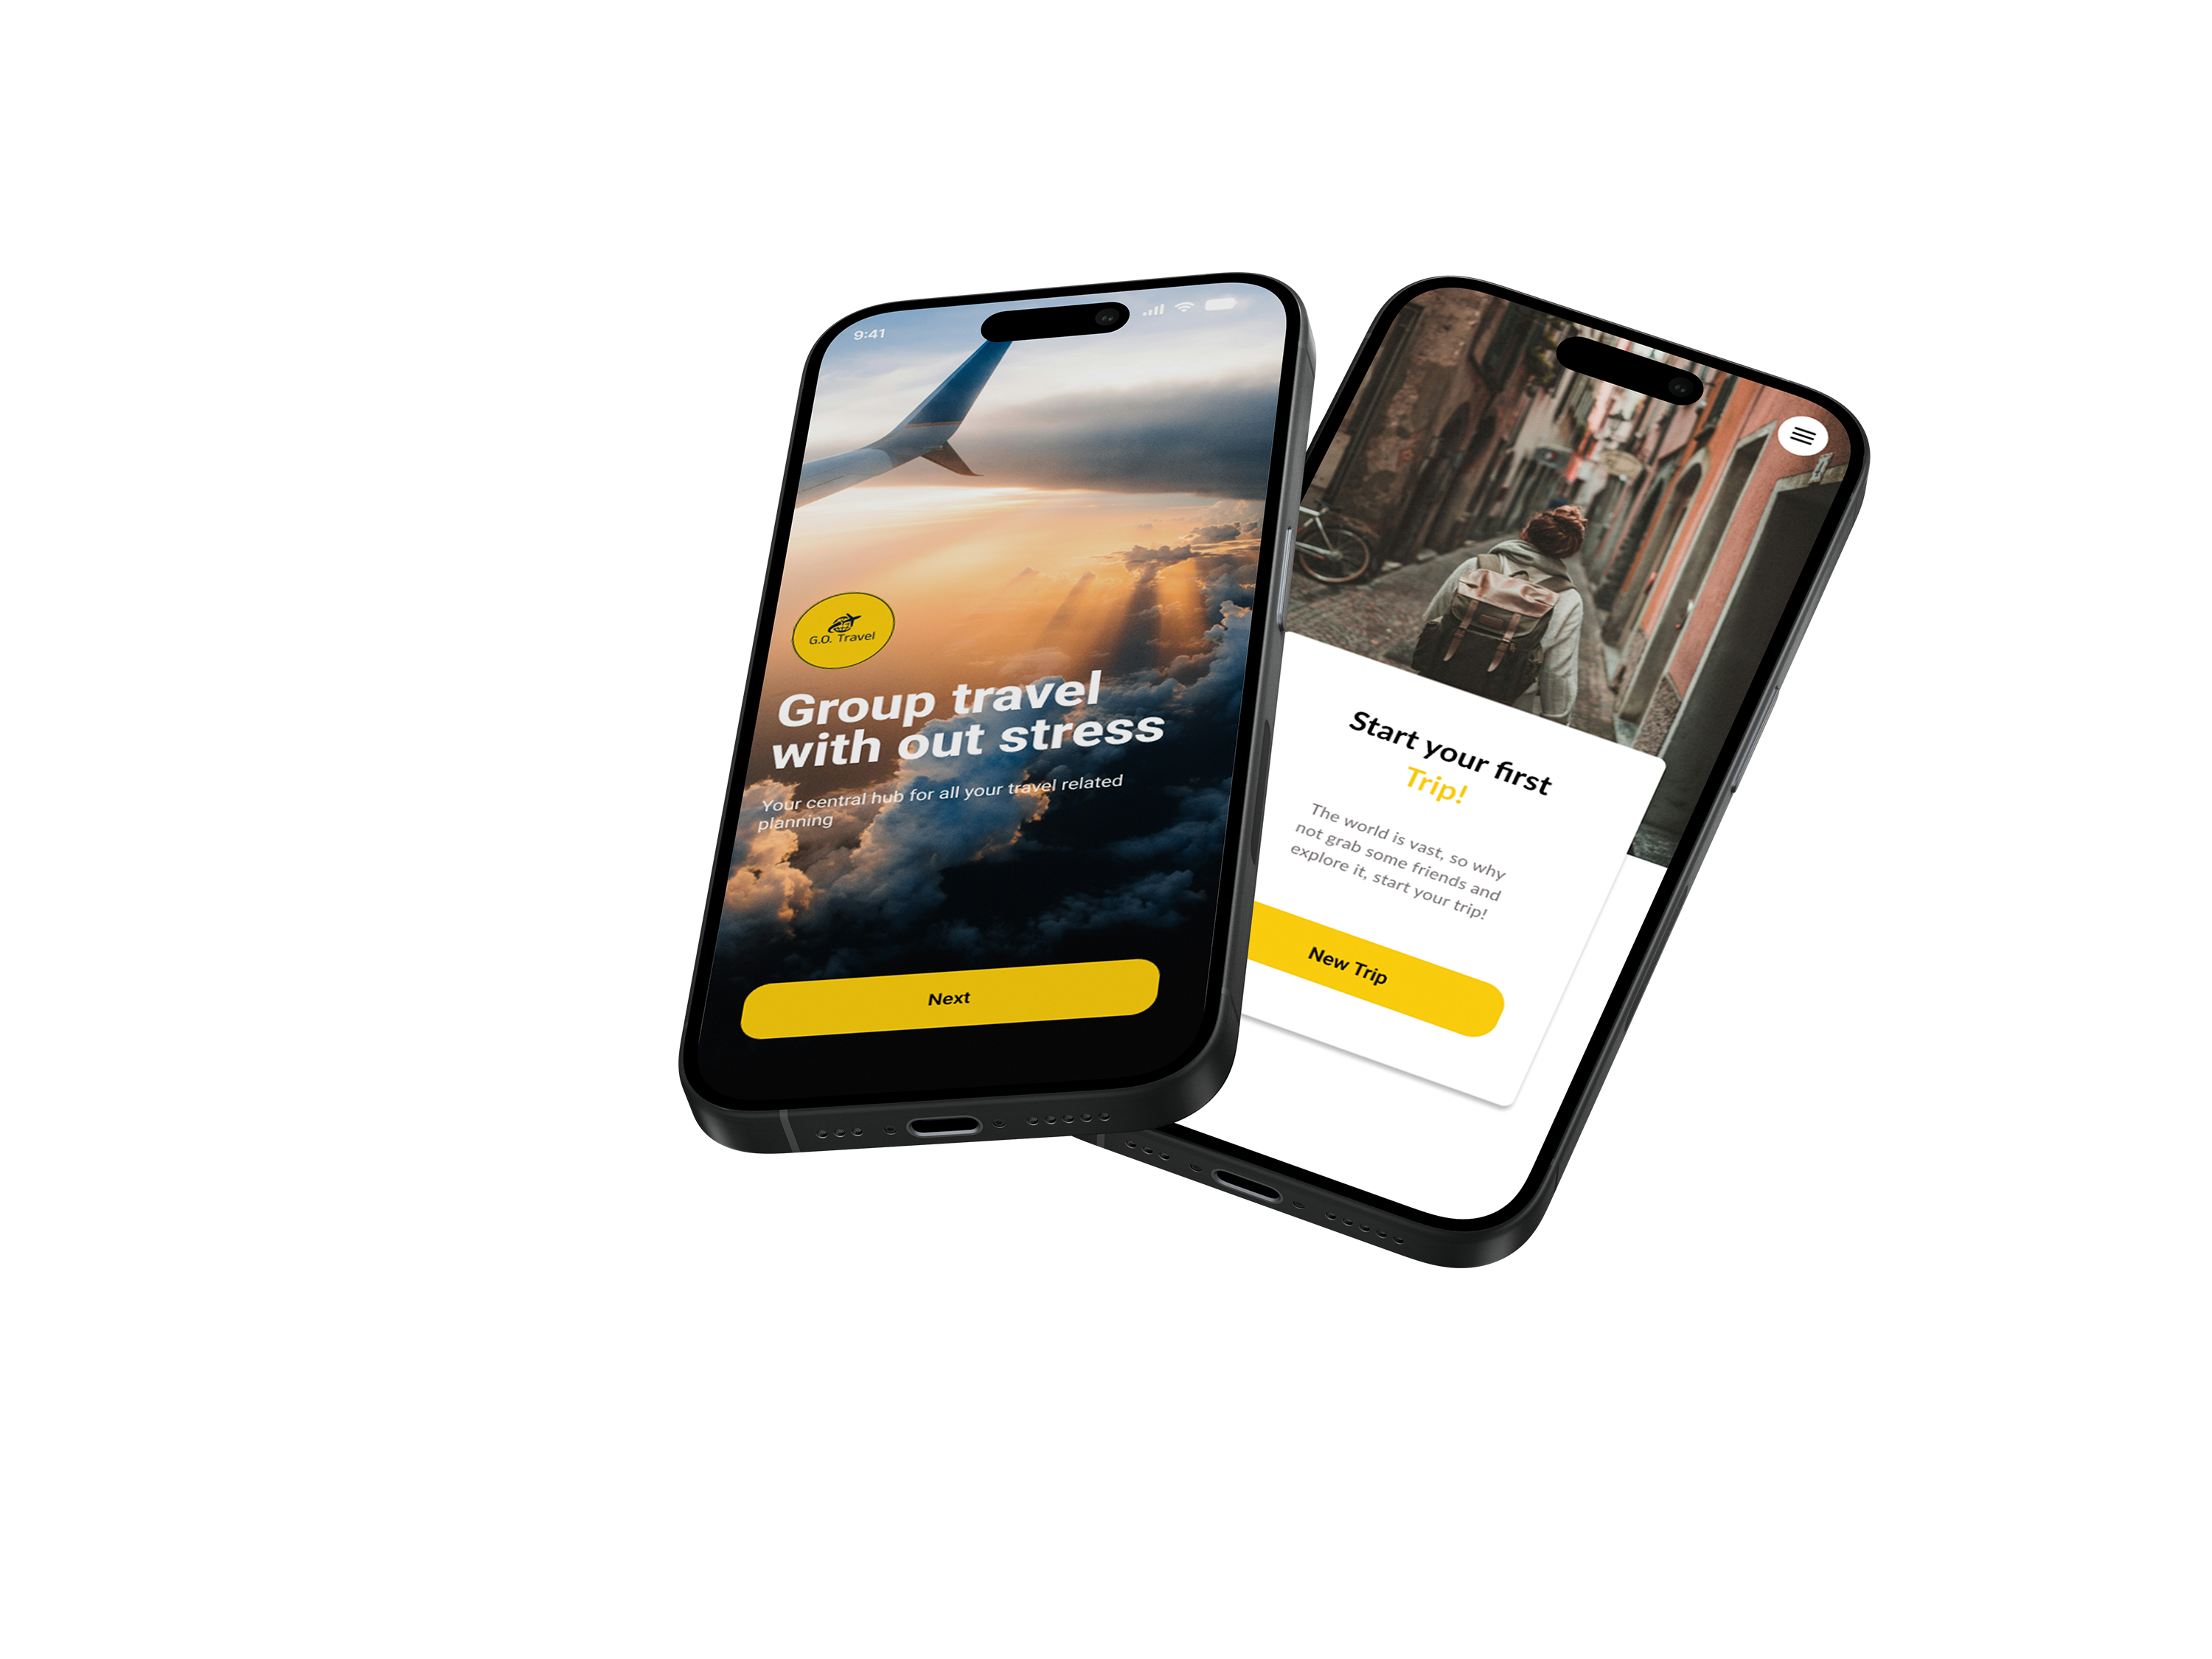 9:41
G.O. Travel
Group travel
with out stress
Your central hub for all your travel related
planning
Next
Start your first
Trip!
The world is vast, so why
not grab some friends and
explore it, start your trip!
New Trip